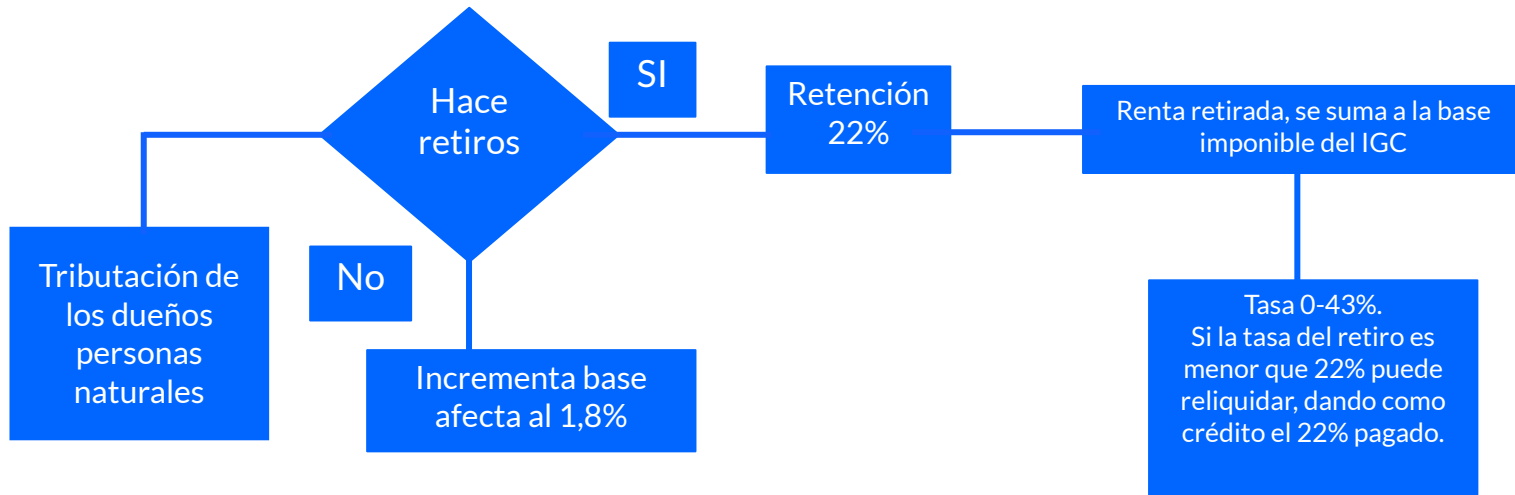 Hace
retiros
SI
Retención
22%
Renta retirada, se suma a la base
imponible del IGC
Tributación de
los dueños
personas
naturales
No
Incrementa base
afecta al 1,8%
Tasa 0-43%.
Si la tasa del retiro es
menor que 22% puede
reliquidar, dando como
crédito el 22% pagado.